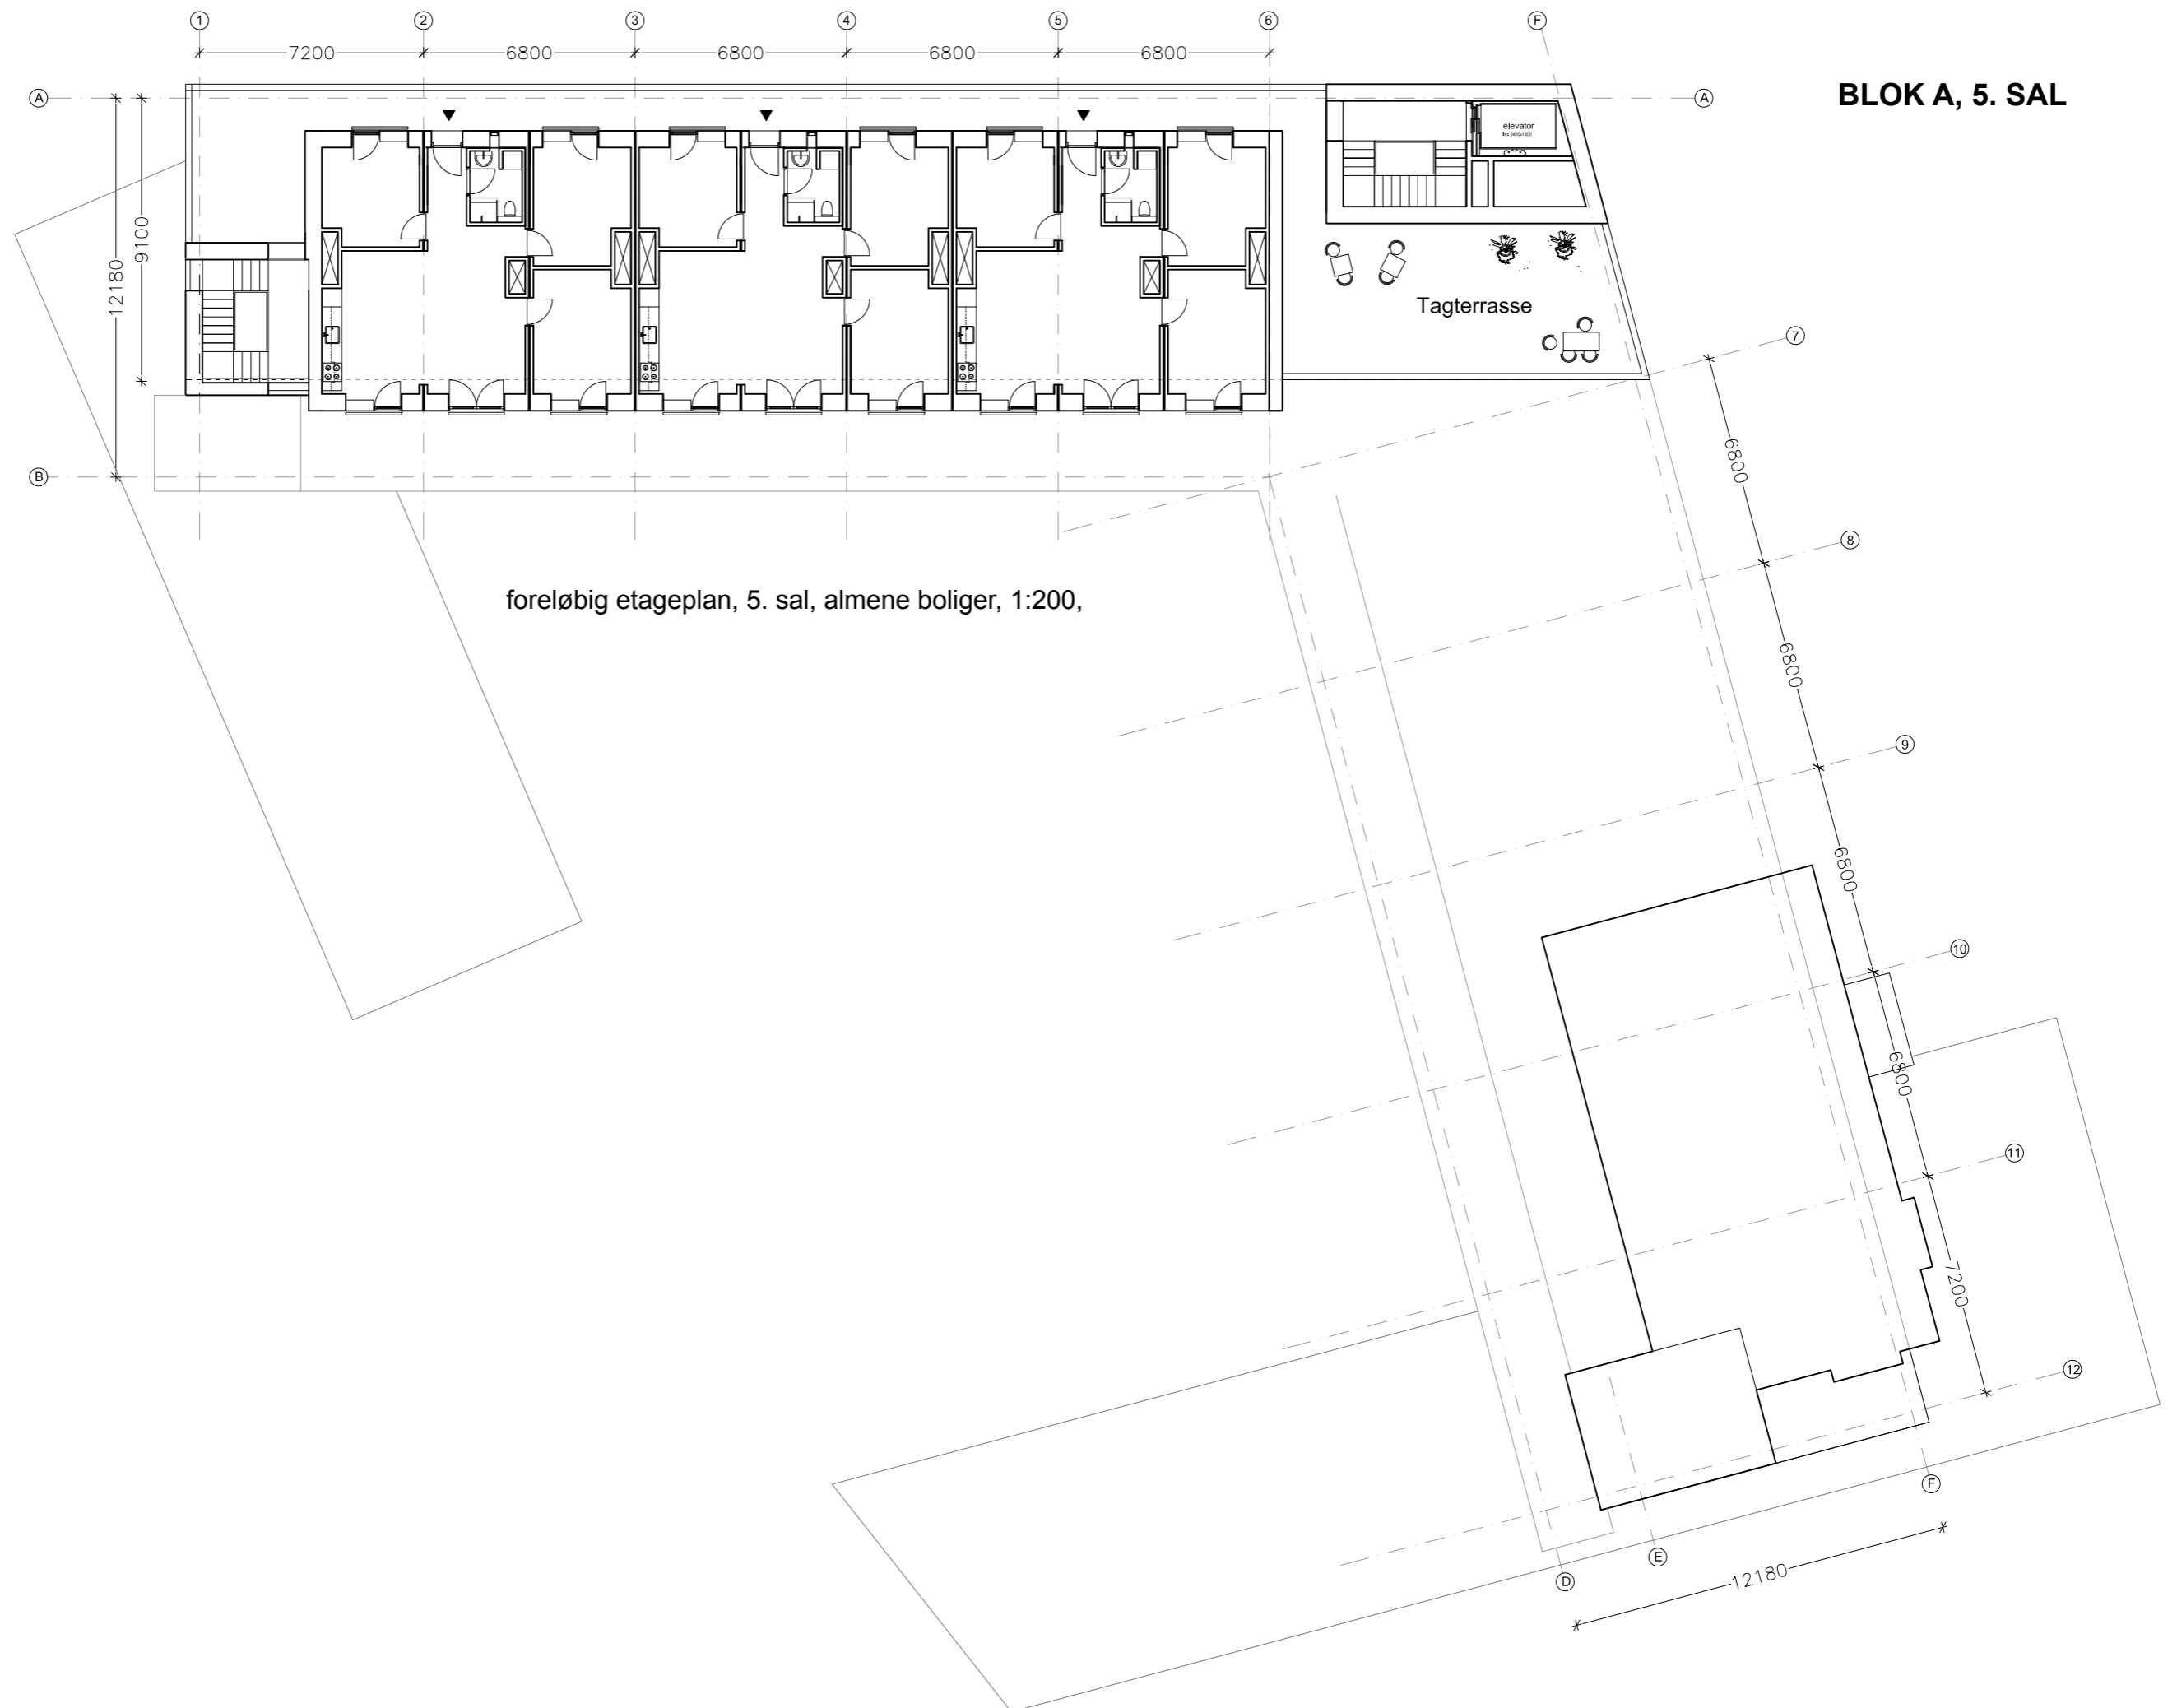 1 2 3 4 5 6 F
7200 6800 6800 6800 6800
A A
BLOK A, 5. SAL
elevator
9100
12180
Tagterrasse
7
B
6800
8
foreløbig etageplan, 5. sal, almene boliger, 1:200,
6800
9
6800
10
6800
11
7200
12
F
E
D
12180